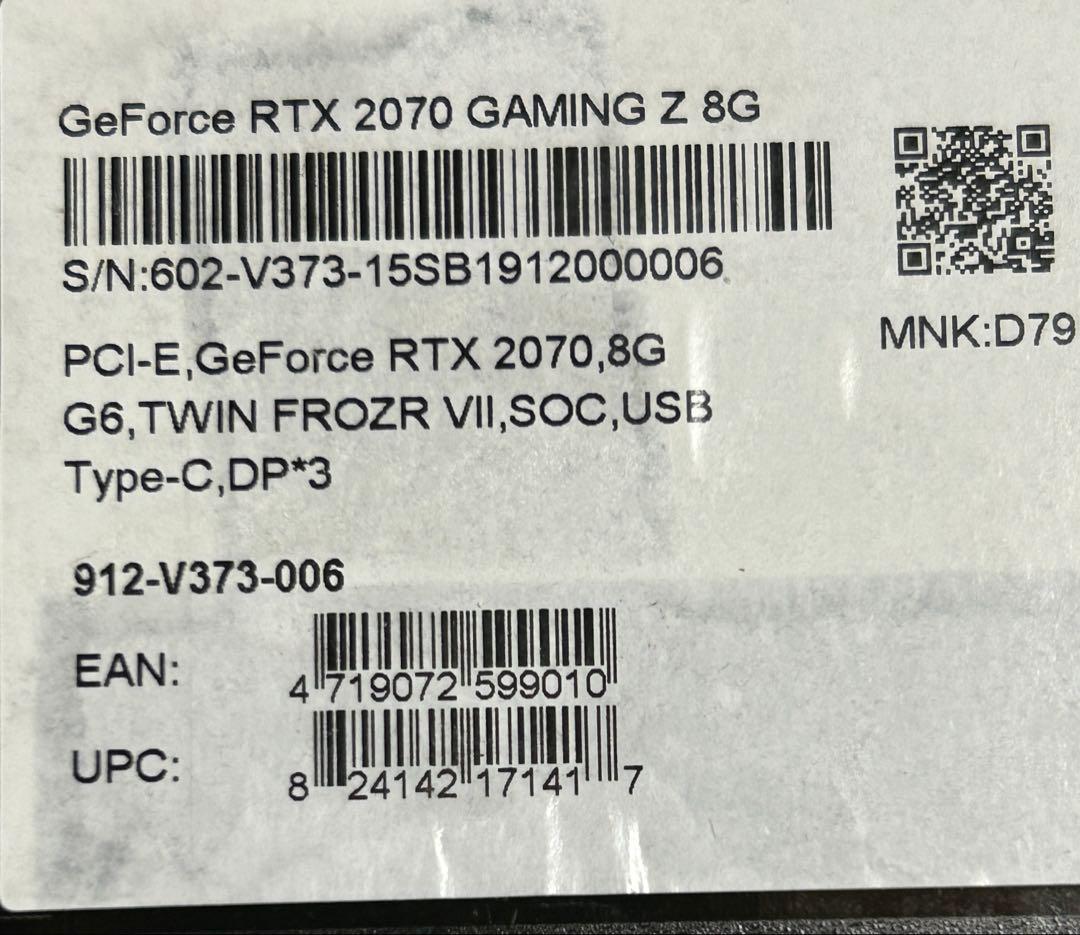 GeForce RTX 2070 GAMING Z 8G
S/N:602-V373-15SB1912000006
MNK:D79
PCI-E,GeForce RTX 2070,8G
G6,TWIN FROZR VII,SOC,USB
Type-C,DP*3
912-V373-006
EAN: 4 719072 599010
UPC: 8 24142 17141 7